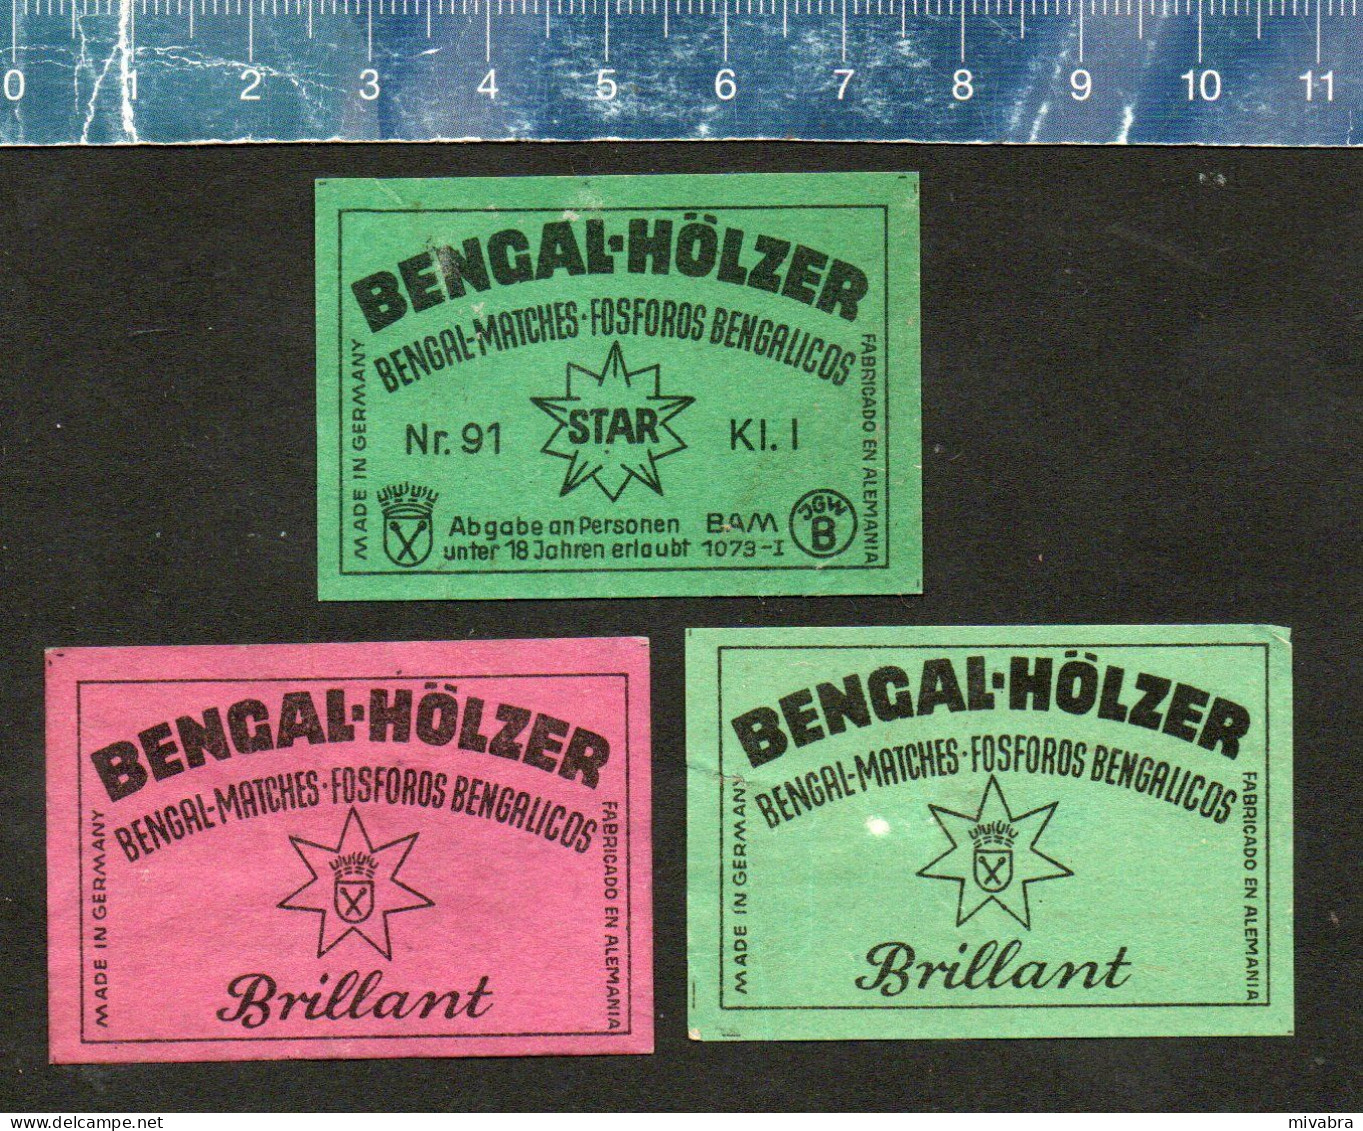 0 1 2 3 4 5 6 7 8 9 10 11
BENGAL-HÖLZER
BENGAL-MATCHES·FOSFOROS BENGALICOS
MADE IN GERMANY
Nr. 91
STAR
Kl. I
FABRICADO EN ALEMANIA
Abgabe an Personen
unter 18 Jahren erlaubt
BAM
1073-I
JGW
B
BENGAL-HÖLZER
BENGAL-MATCHES·FOSFOROS BENGALICOS
MADE IN GERMANY
FABRICADO EN ALEMANIA
Brillant
BENGAL-HÖLZER
BENGAL-MATCHES·FOSFOROS BENGALICOS
MADE IN GERMANY
FABRICADO EN ALEMANIA
Brillant
mivabra